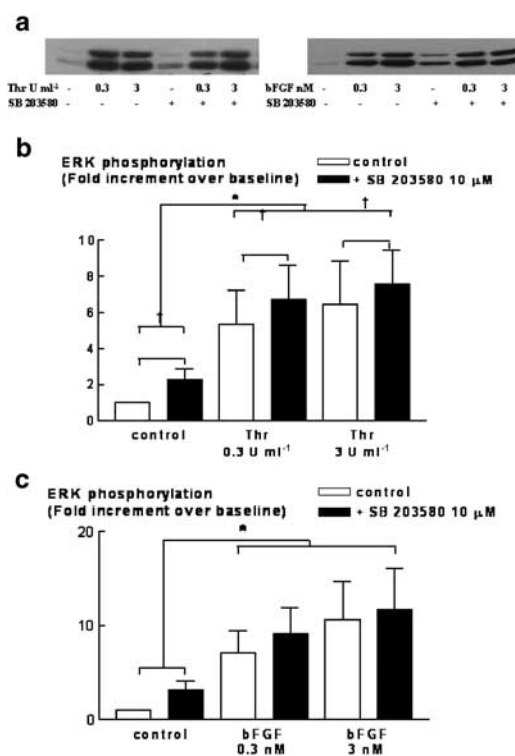 a
Thr U ml-1 - 0.3 3 - 0.3 3
SB 203580 - - - + + +
bFGF nM - 0.3 3 - 0.3 3
SB 203580 - - - + + +
b
ERK phosphorylation
(Fold increment over baseline)
control
+ SB 203580 10 µM
*
†
†
†
10
8
6
4
2
0
control
Thr
0.3 U ml-1
Thr
3 U ml-1
c
ERK phosphorylation
(Fold increment over baseline)
control
+ SB 203580 10 µM
*
20
10
0
control
bFGF
0.3 nM
bFGF
3 nM